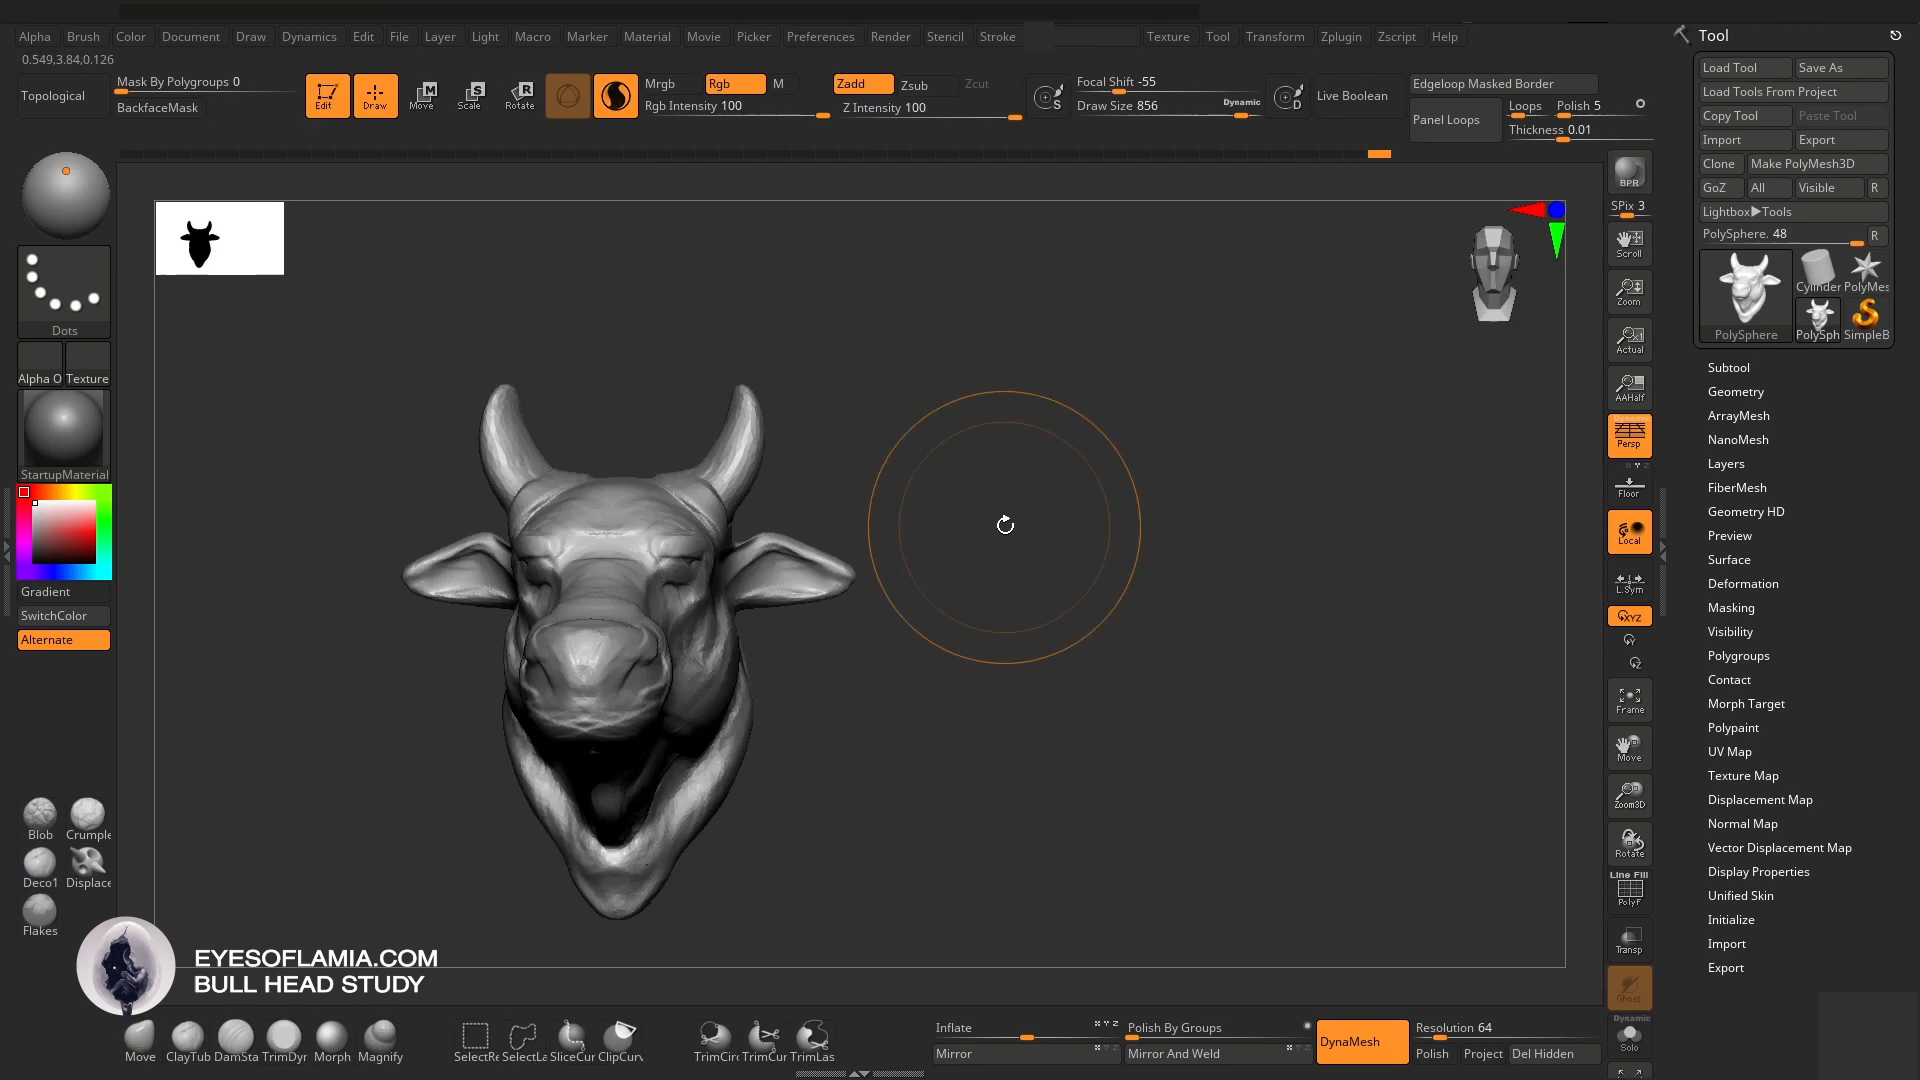 Alpha Brush Color Document Draw Dynamics Edit File Layer Light Macro Marker Material Movie Picker Preferences Render Stencil Stroke Texture Tool Transform Zplugin Zscript Help
0.549,3.84,0.126
Topological
Mask By Polygroups 0
BackfaceMask
Edit
Draw
Move
Scale
Rotate
Mrgb
Rgb
M
Rgb Intensity 100
Zadd
Zsub
Zcut
Z Intensity 100
S
Focal Shift -55
Draw Size 856
Dynamic
D
Live Boolean
Edgeloop Masked Border
Panel Loops
Loops
Polish 5
Thickness 0.01
Dots
Alpha O
Texture
StartupMaterial
Gradient
SwitchColor
Alternate
Blob
Crumple
Deco1
Displace
Flakes
EYESOFLAMIA.COM
BULL HEAD STUDY
BPR
SPix 3
Scroll
Zoom
Actual
AAHalf
Dynamic
Persp
Floor
Local
L.Sym
XYZ
Y
Z
Frame
Move
Zoom3D
Rotate
Line Fill
PolyF
Transp
Ghost
Dynamic
Solo
Tool
Load Tool
Save As
Load Tools From Project
Copy Tool
Paste Tool
Import
Export
Clone
Make PolyMesh3D
GoZ
All
Visible
R
Lightbox▶Tools
PolySphere. 48
R
PolySphere
Cylinder
PolyMes
PolySph
SimpleB
Subtool
Geometry
ArrayMesh
NanoMesh
Layers
FiberMesh
Geometry HD
Preview
Surface
Deformation
Masking
Visibility
Polygroups
Contact
Morph Target
Polypaint
UV Map
Texture Map
Displacement Map
Normal Map
Vector Displacement Map
Display Properties
Unified Skin
Initialize
Import
Export
Move
ClayTub
DamSta
TrimDyr
Morph
Magnify
SelectRe
SelectLa
SliceCur
ClipCurv
TrimCirc
TrimCur
TrimLas
Inflate
Mirror
Polish By Groups
Mirror And Weld
DynaMesh
Resolution 64
Polish
Project
Del Hidden